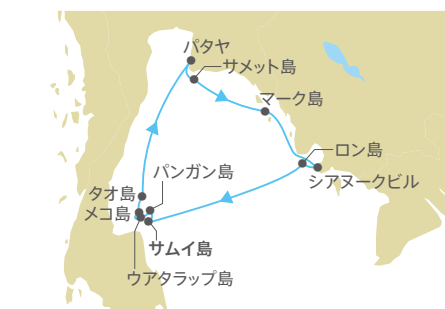 パタヤ
サメット島
マーク島
ロン島
シアヌークビル
パンガン島
タオ島
メコ島
サムイ島
ウアタラップ島